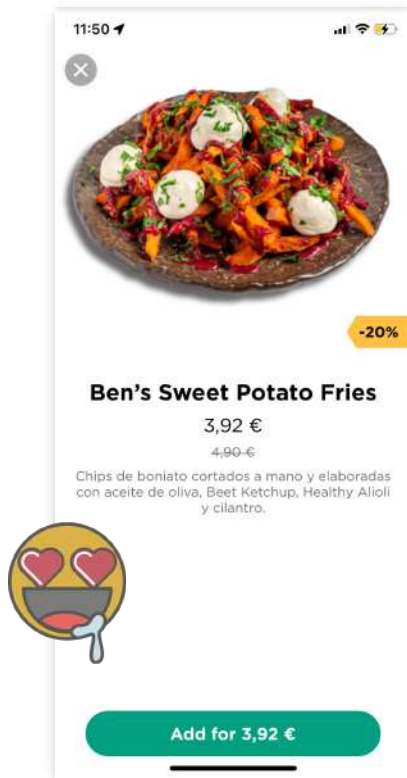 11:50
-20%
Ben's Sweet Potato Fries
3,92 €
4,90 €
Chips de boniato cortados a mano y elaboradas
con aceite de oliva, Beet Ketchup, Healthy Alioli
y cilantro.
Add for 3,92 €